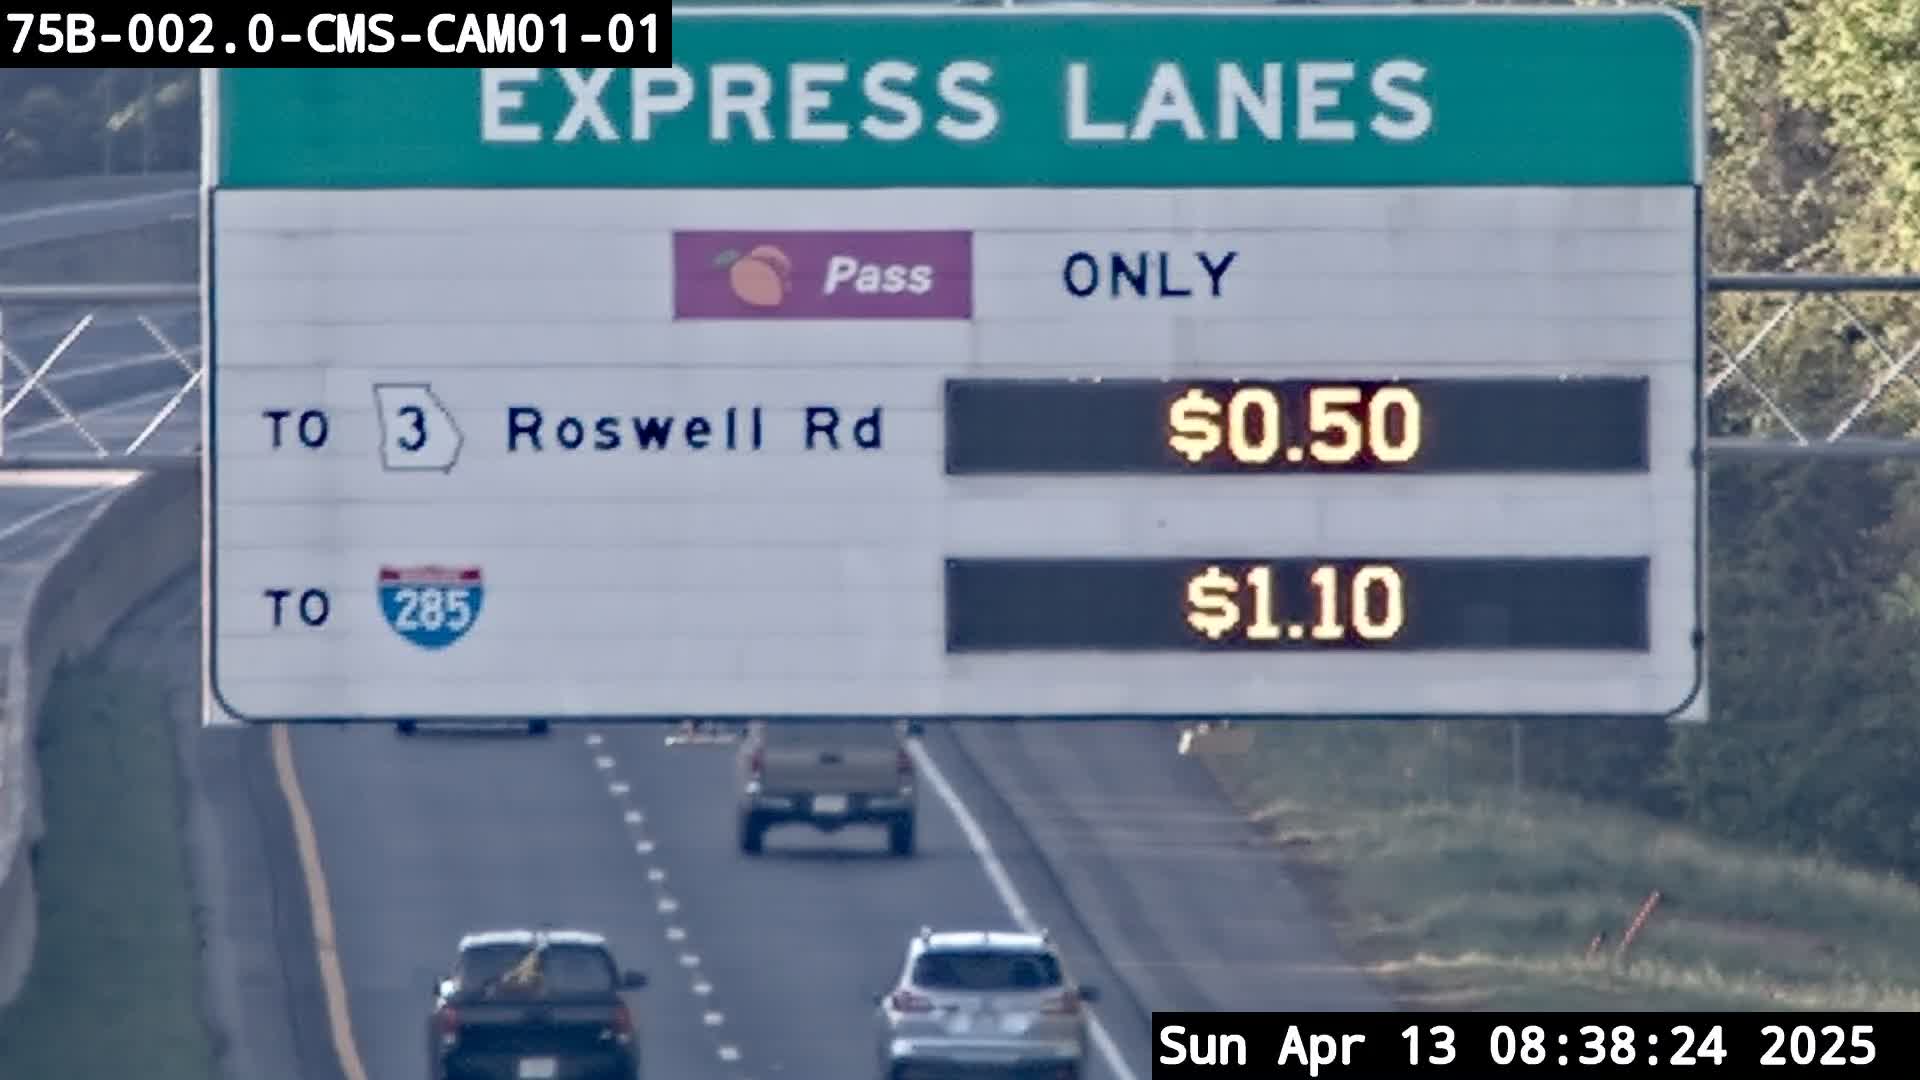 75B-002.0-CMS-CAM01-01
EXPRESS LANES
Pass ONLY
TO 3 Roswell Rd $0.50
TO 285 $1.10
Sun Apr 13 08:38:24 2025